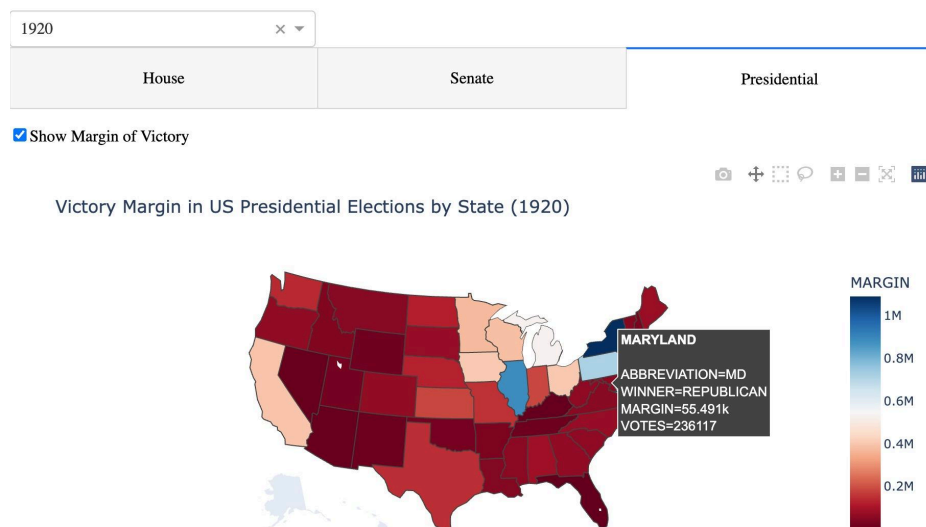 1920
House
Senate
Presidential
Show Margin of Victory
Victory Margin in US Presidential Elections by State (1920)
MARGIN
1M
0.8M
0.6M
0.4M
0.2M
MARYLAND
ABBREVIATION=MD
WINNER=REPUBLICAN
MARGIN=55.491k
VOTES=236117